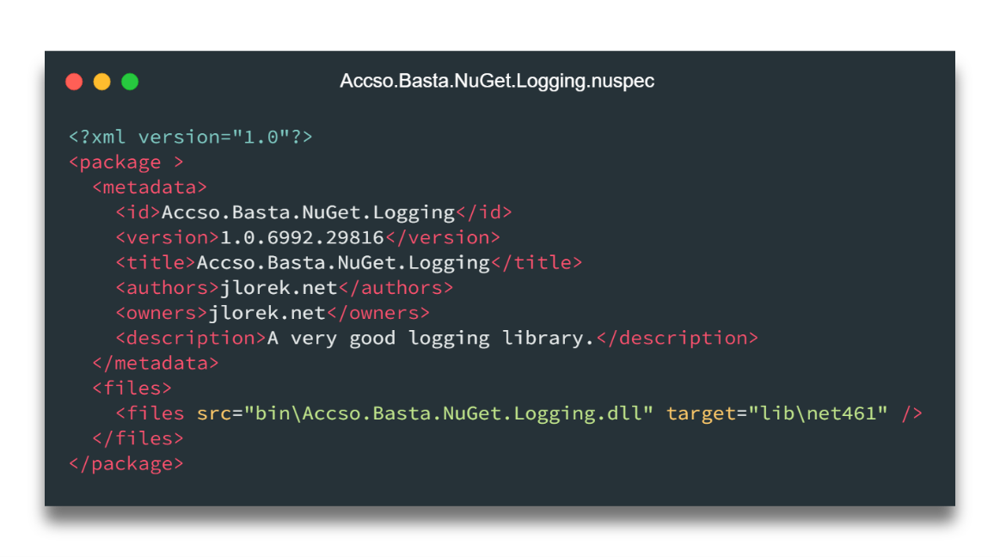 Accso.Basta.NuGet.Logging.nuspec
<?xml version="1.0"?>
<package >
  <metadata>
    <id>Accso.Basta.NuGet.Logging</id>
    <version>1.0.6992.29816</version>
    <title>Accso.Basta.NuGet.Logging</title>
    <authors>jlorek.net</authors>
    <owners>jlorek.net</owners>
    <description>A very good logging library.</description>
  </metadata>
  <files>
    <files src="bin\Accso.Basta.NuGet.Logging.dll" target="lib\net461" />
  </files>
</package>